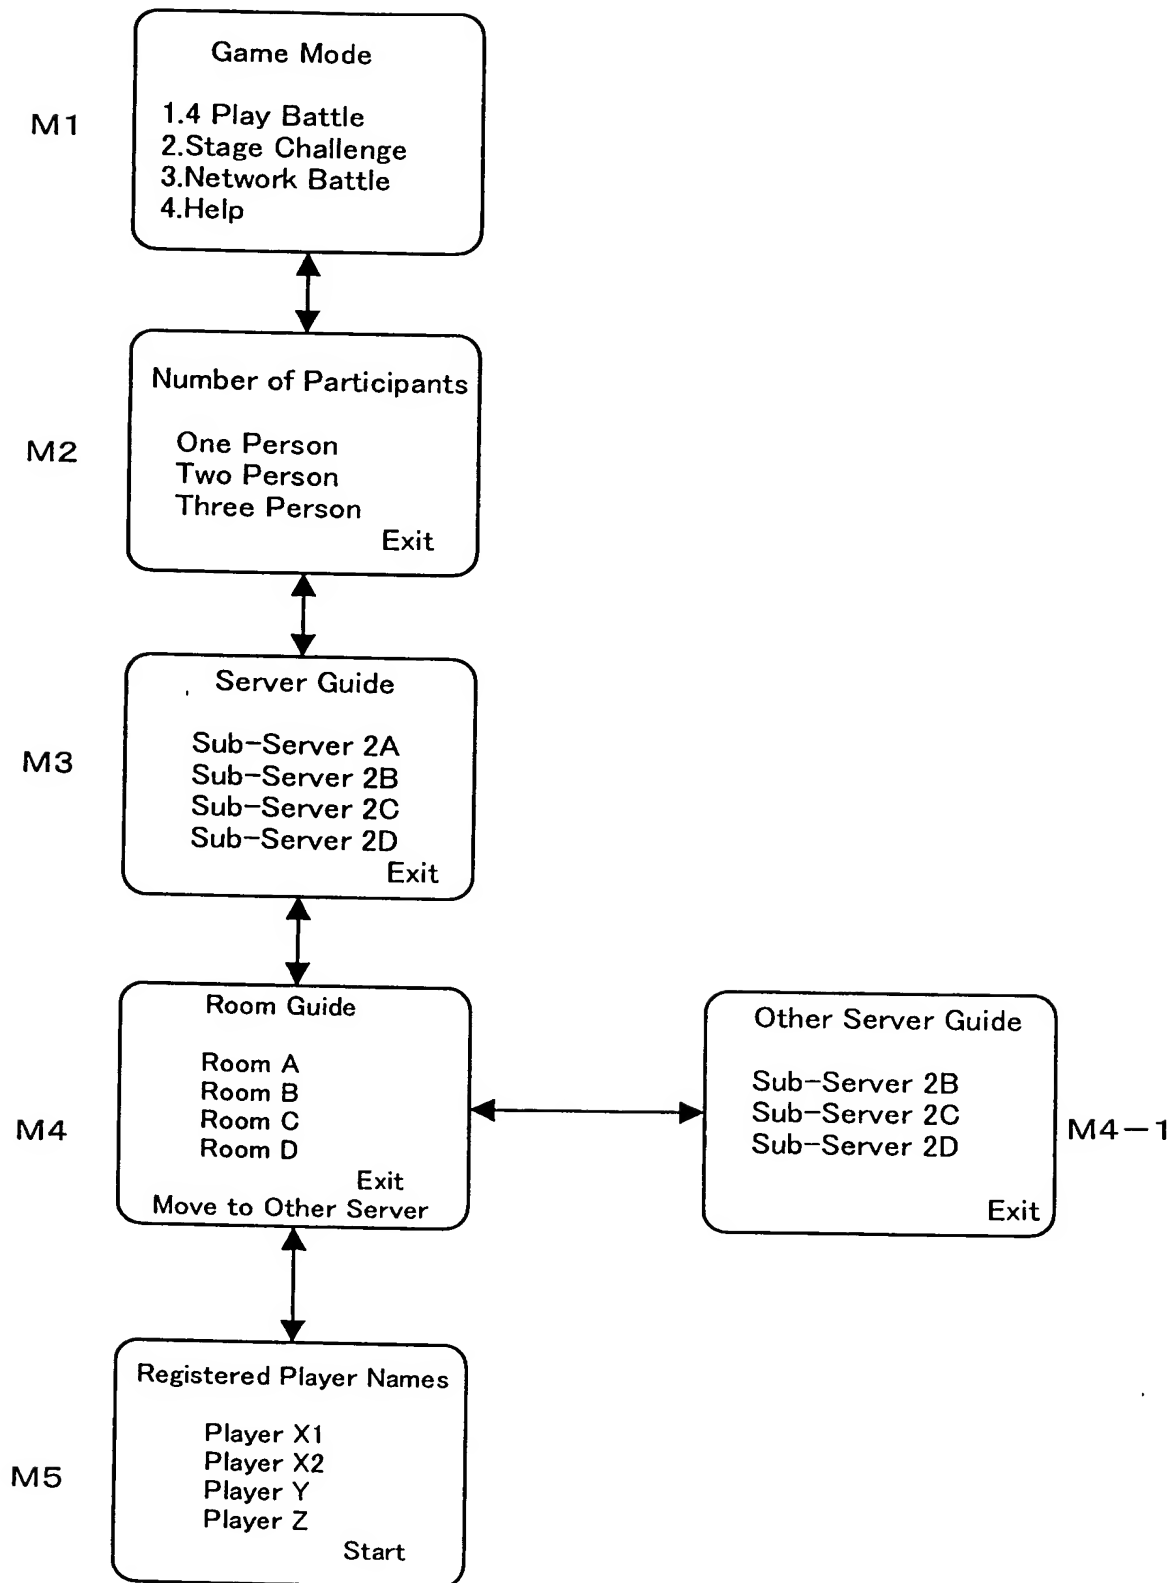 M1
Game Mode
1.4 Play Battle
2.Stage Challenge
3.Network Battle
4.Help
M2
Number of Participants
One Person
Two Person
Three Person
Exit
M3
Server Guide
Sub-Server 2A
Sub-Server 2B
Sub-Server 2C
Sub-Server 2D
Exit
M4
Room Guide
Room A
Room B
Room C
Room D
Exit
Move to Other Server
Other Server Guide
Sub-Server 2B
Sub-Server 2C
Sub-Server 2D
Exit
M4-1
M5
Registered Player Names
Player X1
Player X2
Player Y
Player Z
Start